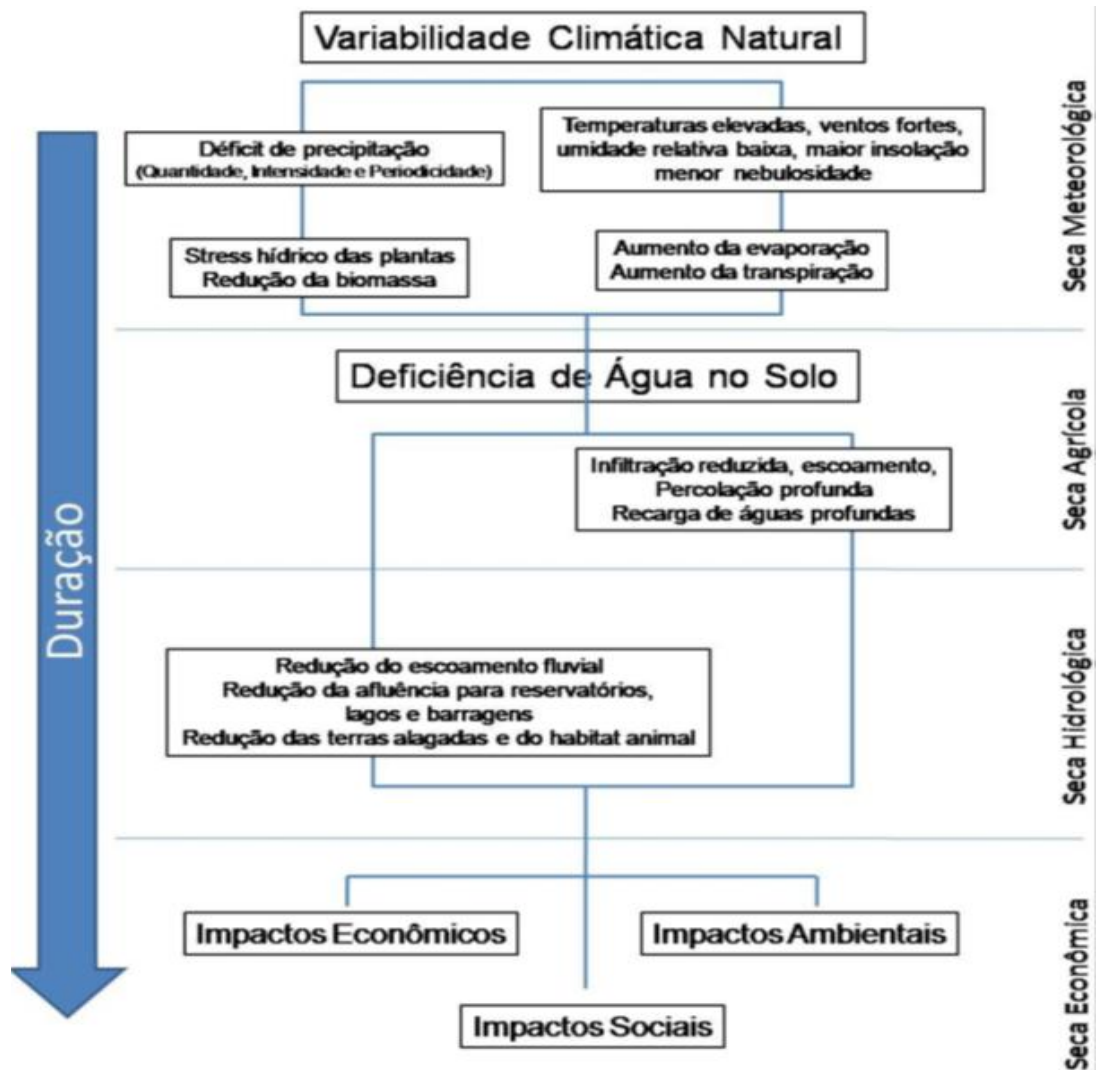 Variabilidade Climática Natural
Déficit de precipitação
(Quantidade, Intensidade e Periodicidade)
Temperaturas elevadas, ventos fortes,
umidade relativa baixa, maior insolação
menor nebulosidade
Stress hídrico das plantas
Redução da biomassa
Aumento da evaporação
Aumento da transpiração
Seca Meteorológica
Deficiência de Água no Solo
Infiltração reduzida, escoamento,
Percolação profunda
Recarga de águas profundas
Seca Agrícola
Duração
Redução do escoamento fluvial
Redução da afluência para reservatórios,
lagos e barragens
Redução das terras alagadas e do habitat animal
Seca Hidrológica
Impactos Econômicos
Impactos Ambientais
Impactos Sociais
Seca Econômica